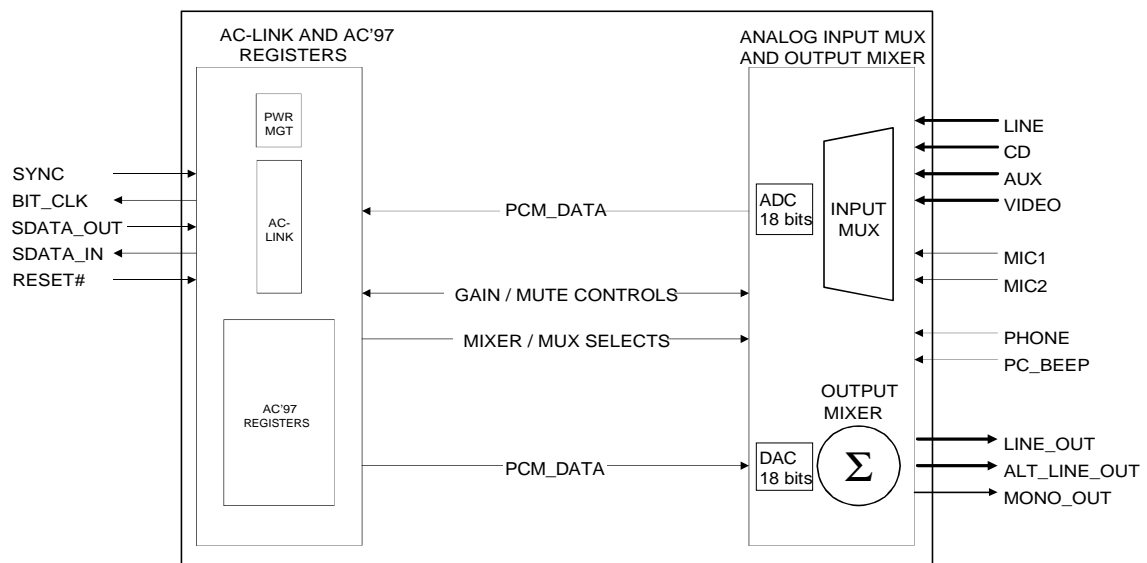 AC-LINK AND AC'97
REGISTERS
PWR
MGT
SYNC
BIT_CLK
SDATA_OUT
SDATA_IN
RESET#
AC-
LINK
AC'97
REGISTERS
PCM_DATA
GAIN / MUTE CONTROLS
MIXER / MUX SELECTS
PCM_DATA
ANALOG INPUT MUX
AND OUTPUT MIXER
ADC
18 bits
INPUT
MUX
OUTPUT
MIXER
DAC
18 bits
Σ
LINE
CD
AUX
VIDEO
MIC1
MIC2
PHONE
PC_BEEP
LINE_OUT
ALT_LINE_OUT
MONO_OUT